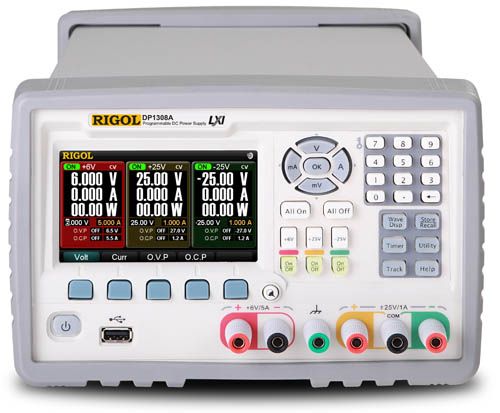 RIGOL DP1308A
Programmable DC Power Supply LXI
RIGOL
ON +6V CV ON +25V CV ON -25V CV
6.000 V 25.00 V -25.00 V
0.000 A 0.000 A 0.000 A
00.00 W 00.00 W 00.00 W
.000 V 5.000 A 25.00 V 1.000 A 25.00 V 1.000 A
O.V.P OFF 6.5 V O.V.P OFF 27.0 V O.V.P OFF -27.0 V
O.C.P OFF 5.5 A O.C.P OFF 1.2 A O.C.P OFF 1.2 A
Volt Curr O.V.P O.C.P
V
mA OK A
mV
7 8 9
4 5 6
1 2 3
0 . +/-
All On All Off
+6V +25V -25V
On Off On Off On Off
Wave Disp Store Recall
Timer Utility
Track Help
+ +6V/5A - + ±25V/1A -
COM